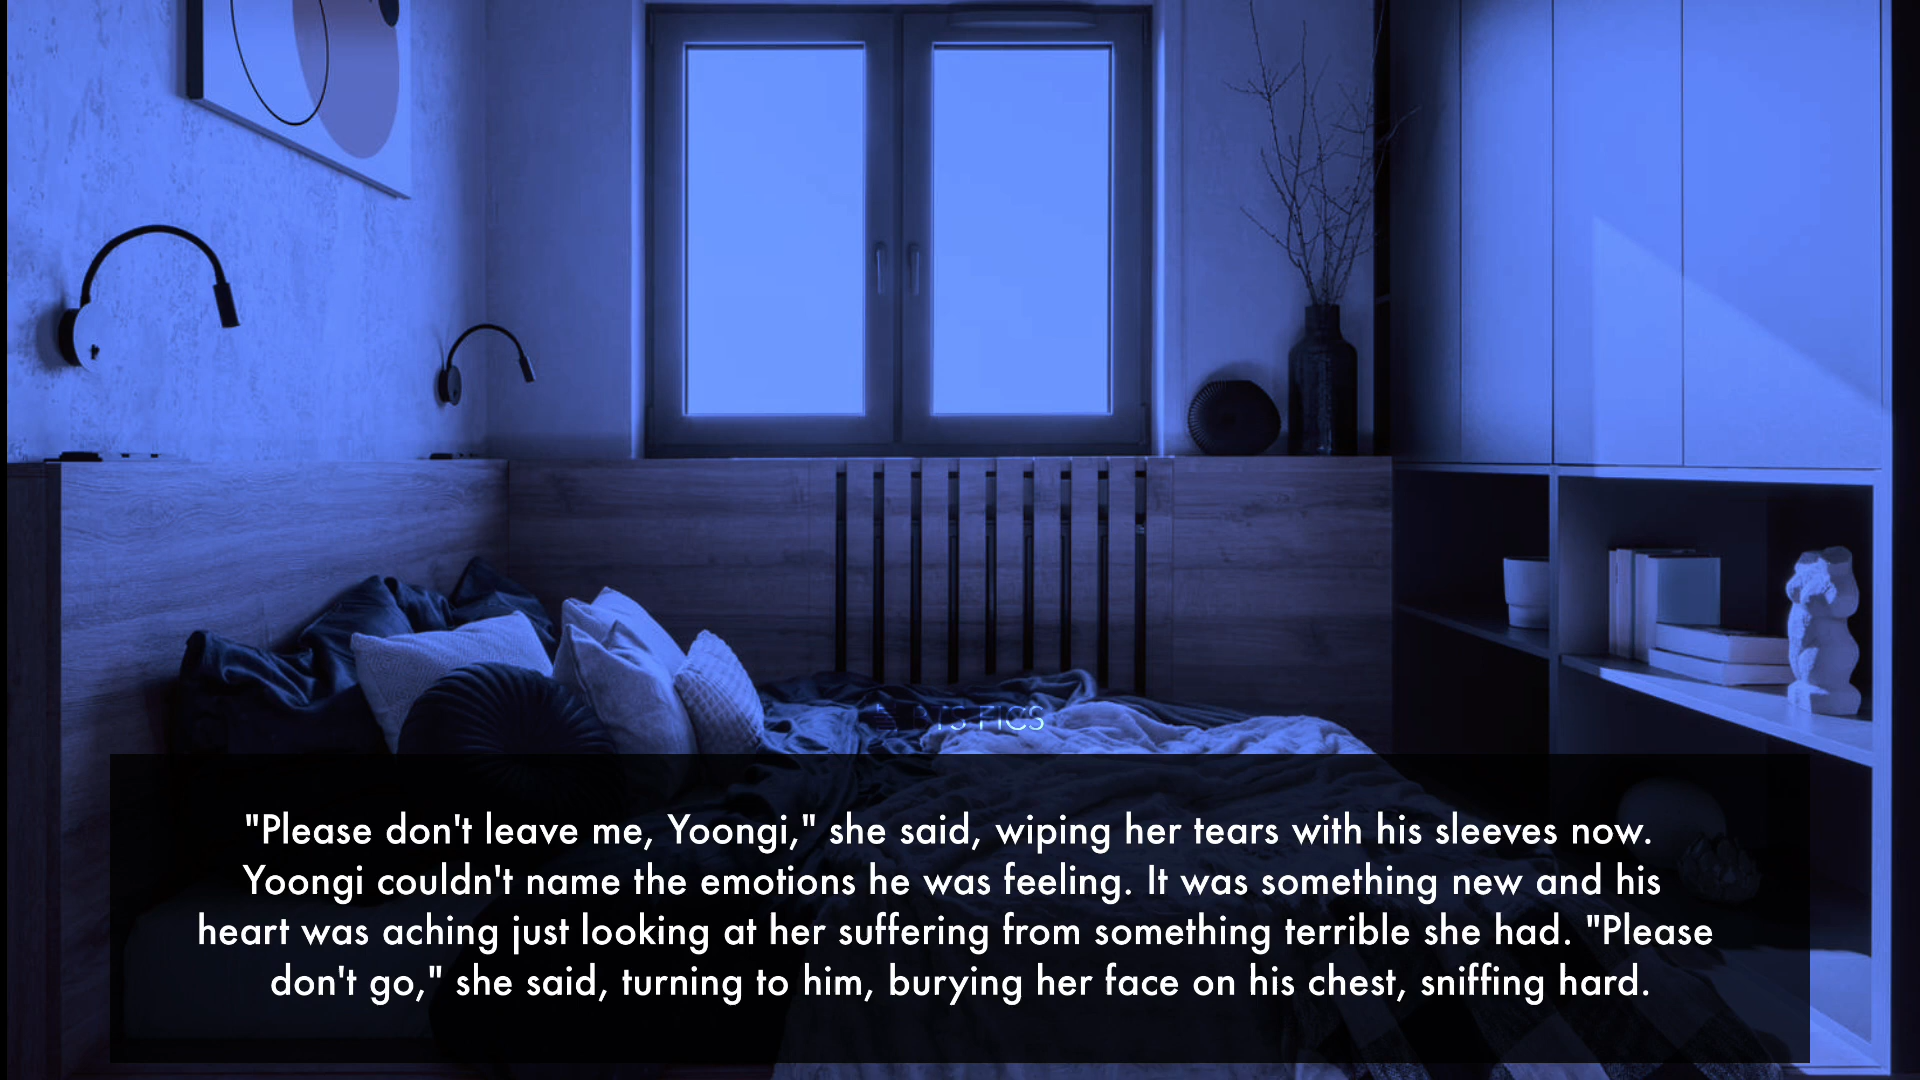 BTS FICS
"Please don't leave me, Yoongi," she said, wiping her tears with his sleeves now.
Yoongi couldn't name the emotions he was feeling. It was something new and his
heart was aching just looking at her suffering from something terrible she had. "Please
don't go," she said, turning to him, burying her face on his chest, sniffing hard.